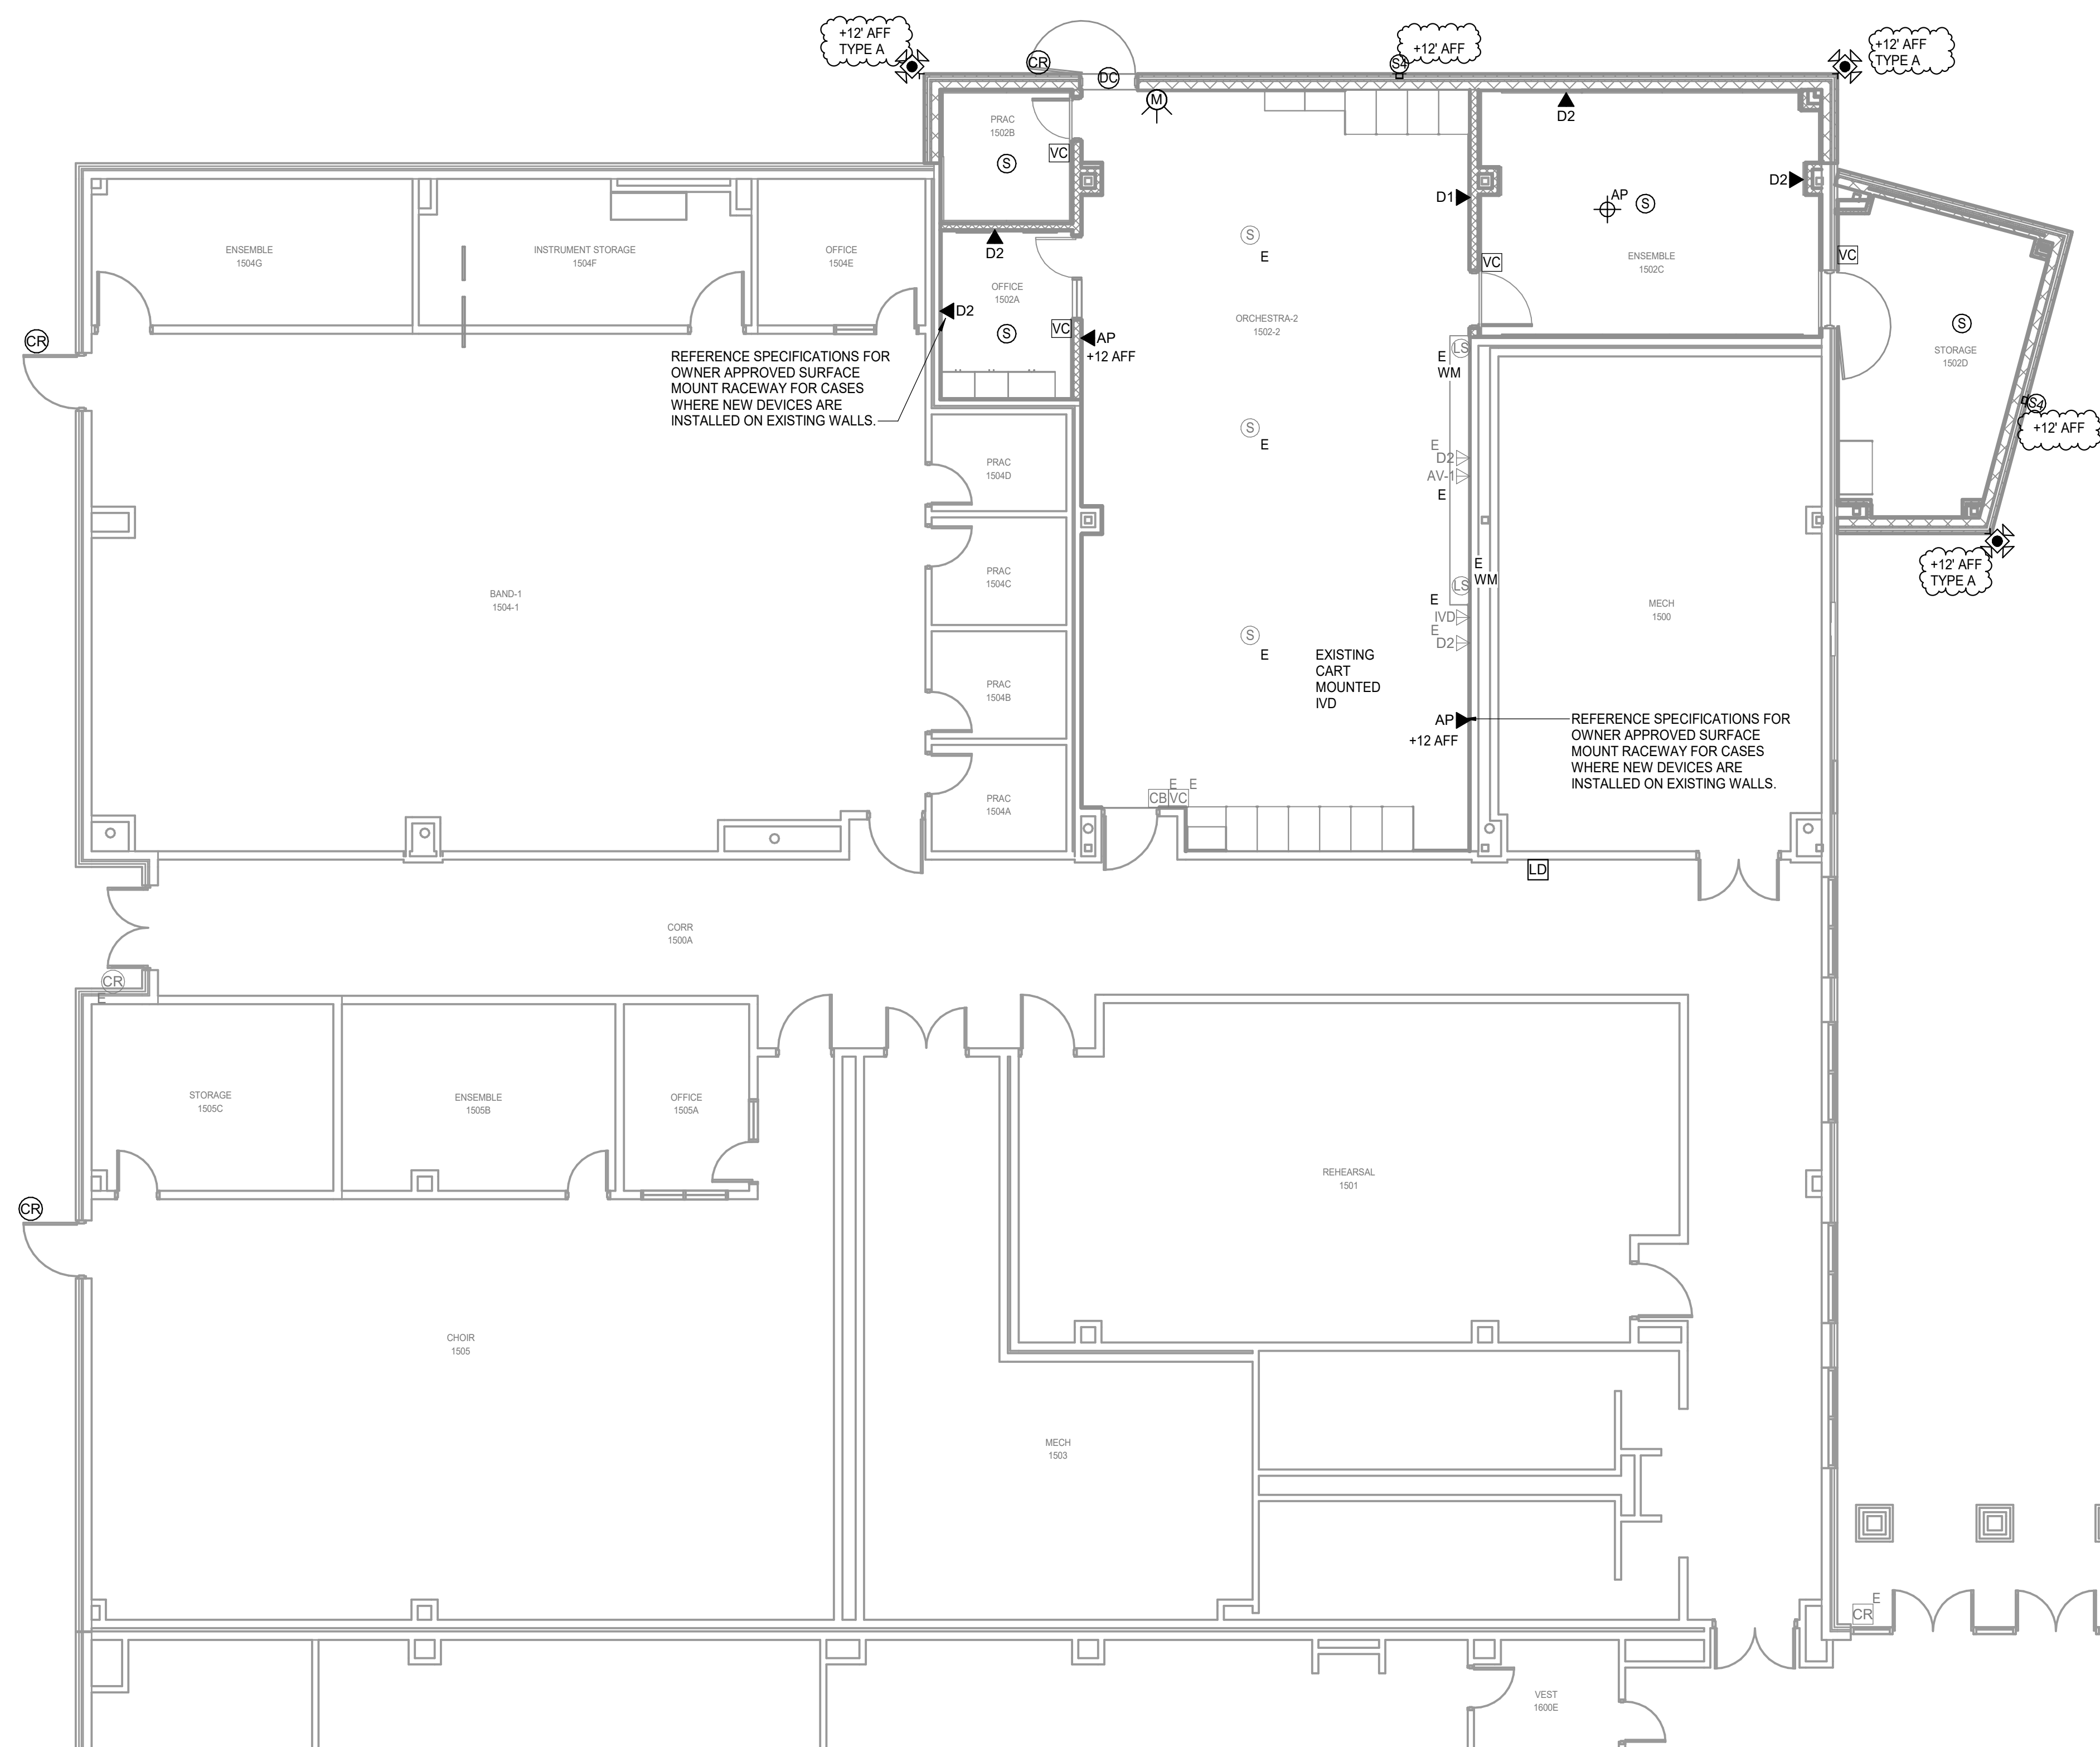 +12' AFF
TYPE A
CR
DC
M
+12' AFF
S4
+12' AFF
TYPE A
PRAC
1502B
S
VC
D2
D2
D1
AP
S
ENSEMBLE
1504G
INSTRUMENT STORAGE
1504F
OFFICE
1504E
D2
OFFICE
1502A
S
VC
D2
S
E
ORCHESTRA-2
1502-2
VC
ENSEMBLE
1502C
VC
S
STORAGE
1502D
S4
+12' AFF
+12' AFF
TYPE A
CR
REFERENCE SPECIFICATIONS FOR
OWNER APPROVED SURFACE
MOUNT RACEWAY FOR CASES
WHERE NEW DEVICES ARE
INSTALLED ON EXISTING WALLS.
AP
+12 AFF
E
WM
LS
S
E
E
D2
AV-1
E
PRAC
1504D
PRAC
1504C
BAND-1
1504-1
E
WM
LS
E
IVD
E
D2
MECH
1500
S
E
EXISTING
CART
MOUNTED
IVD
PRAC
1504B
AP
+12 AFF
REFERENCE SPECIFICATIONS FOR
OWNER APPROVED SURFACE
MOUNT RACEWAY FOR CASES
WHERE NEW DEVICES ARE
INSTALLED ON EXISTING WALLS.
PRAC
1504A
E E
CB VC
LD
CORR
1500A
CR
E
STORAGE
1505C
ENSEMBLE
1505B
OFFICE
1505A
REHEARSAL
1501
CR
CHOIR
1505
MECH
1503
E
CR
VEST
1600E